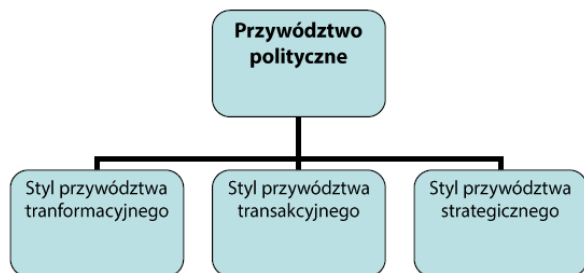 Przywództwo
polityczne
Styl przywództwa
tranformacyjnego
Styl przywództwa
transakcyjnego
Styl przywództwa
strategicznego